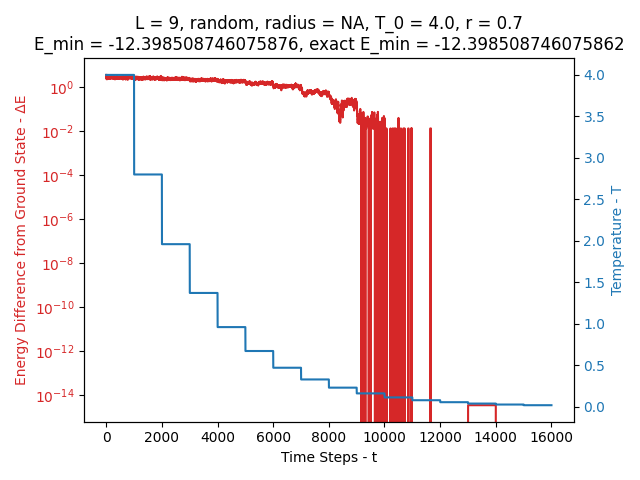 L = 9, random, radius = NA, T_0 = 4.0, r = 0.7
E_min = -12.398508746075876, exact E_min = -12.398508746075862
Energy Difference from Ground State - ΔE
10⁰
10⁻²
10⁻⁴
10⁻⁶
10⁻⁸
10⁻¹⁰
10⁻¹²
10⁻¹⁴
4.0
3.5
3.0
2.5
2.0
1.5
1.0
0.5
0.0
Temperature - T
0 2000 4000 6000 8000 10000 12000 14000 16000
Time Steps - t